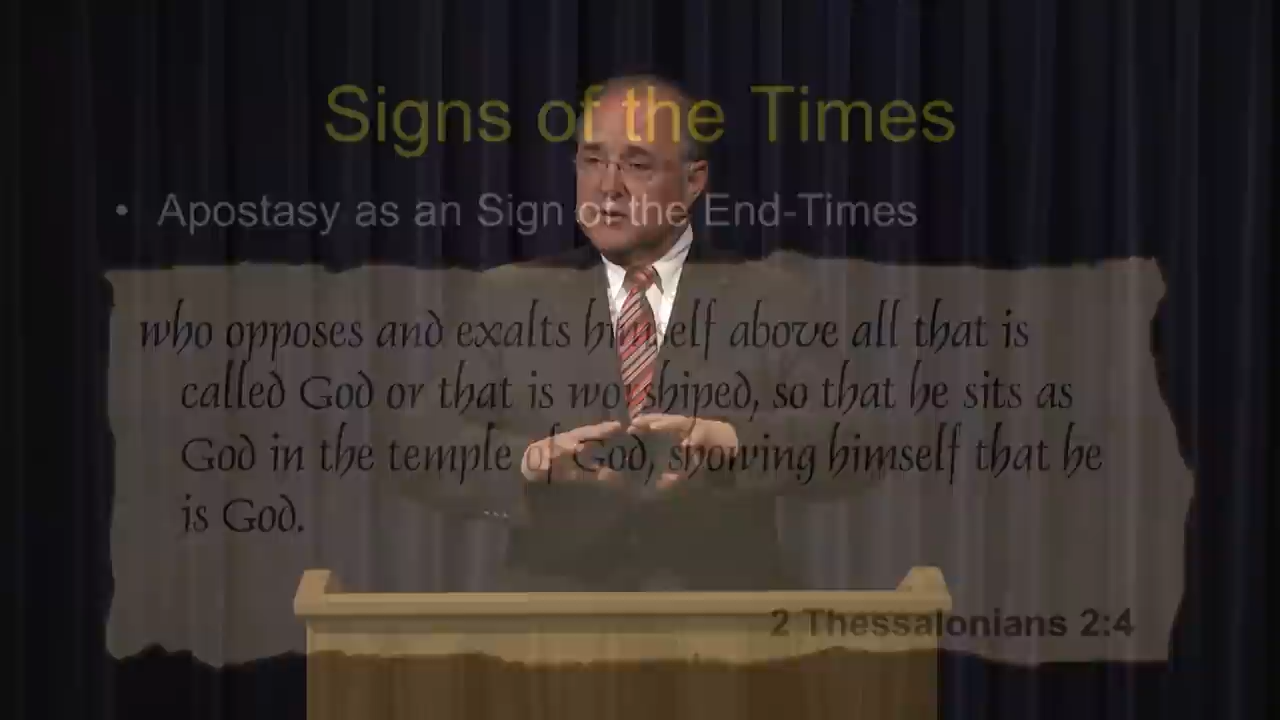 Signs of the Times
• Apostasy as an Sign of the End-Times
who opposes and exalts himself above all that is
called God or that is worshiped, so that he sits as
God in the temple of God, showing himself that he
is God.
2 Thessalonians 2:4